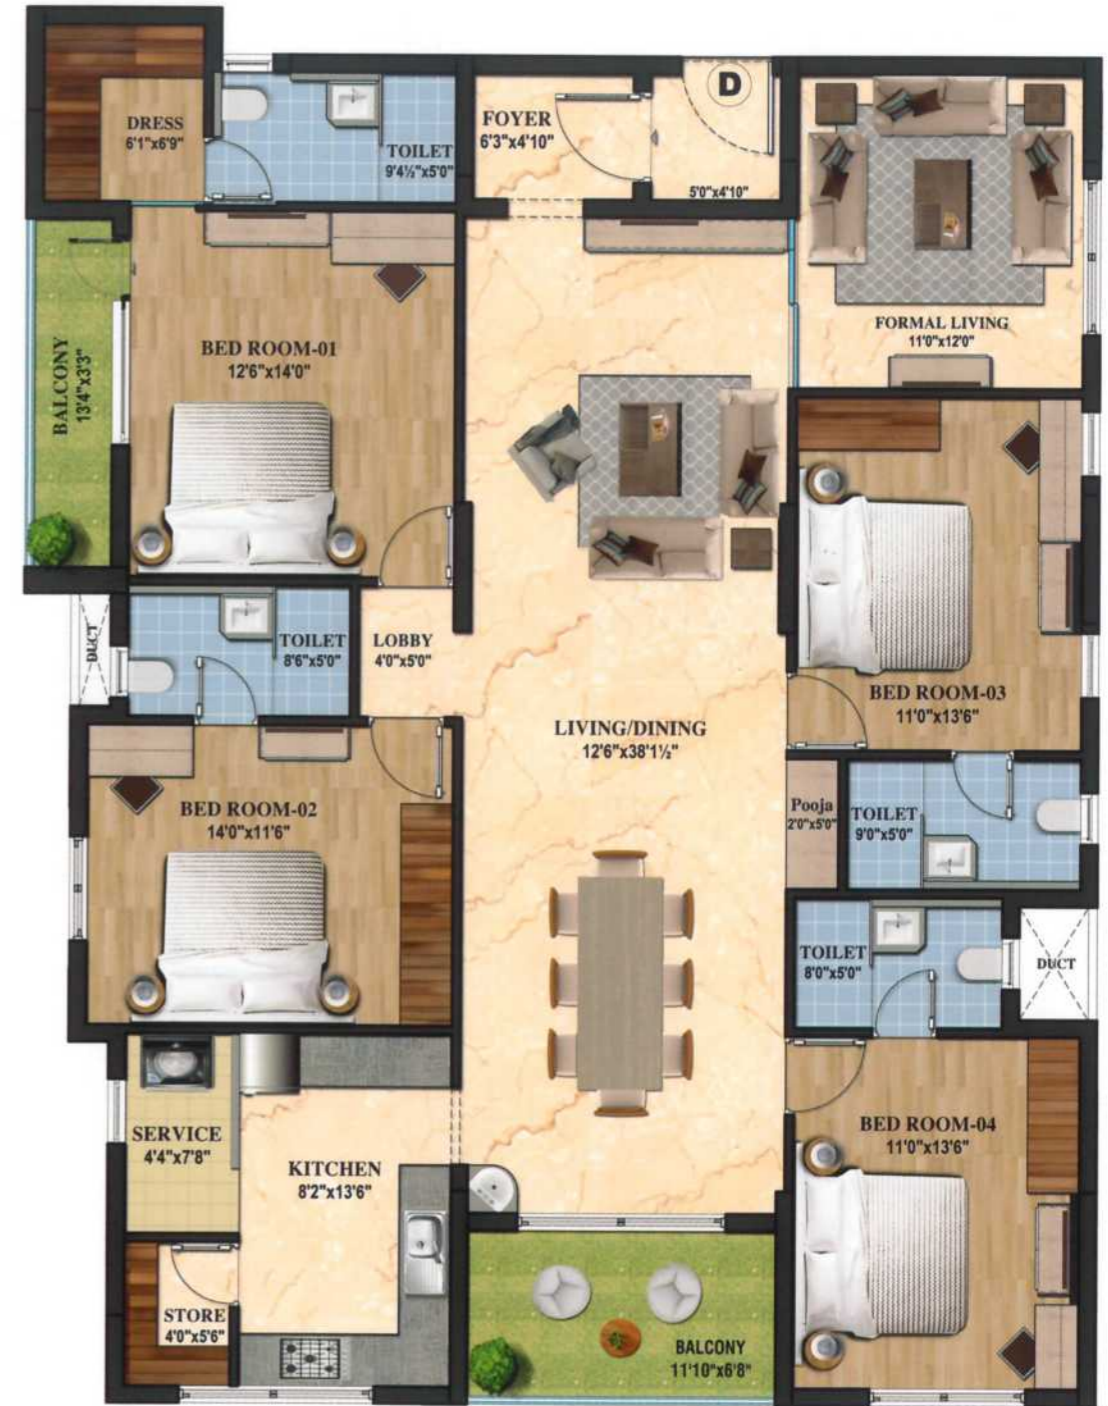 DRESS
6'1"x6'9"
TOILET
9'4½"x5'0"
FOYER
6'3"x4'10"
D
5'0"x4'10"
FORMAL LIVING
11'0"x12'0"
BALCONY
13'4"x3'3"
BED ROOM-01
12'6"x14'0"
DUCT
TOILET
8'6"x5'0"
LOBBY
4'0"x5'0"
LIVING/DINING
12'6"x38'1½"
BED ROOM-03
11'0"x13'6"
BED ROOM-02
14'0"x11'6"
Pooja
2'0"x5'0"
TOILET
9'0"x5'0"
TOILET
8'0"x5'0"
DUCT
SERVICE
4'4"x7'8"
KITCHEN
8'2"x13'6"
BED ROOM-04
11'0"x13'6"
STORE
4'0"x5'6"
BALCONY
11'10"x6'8"